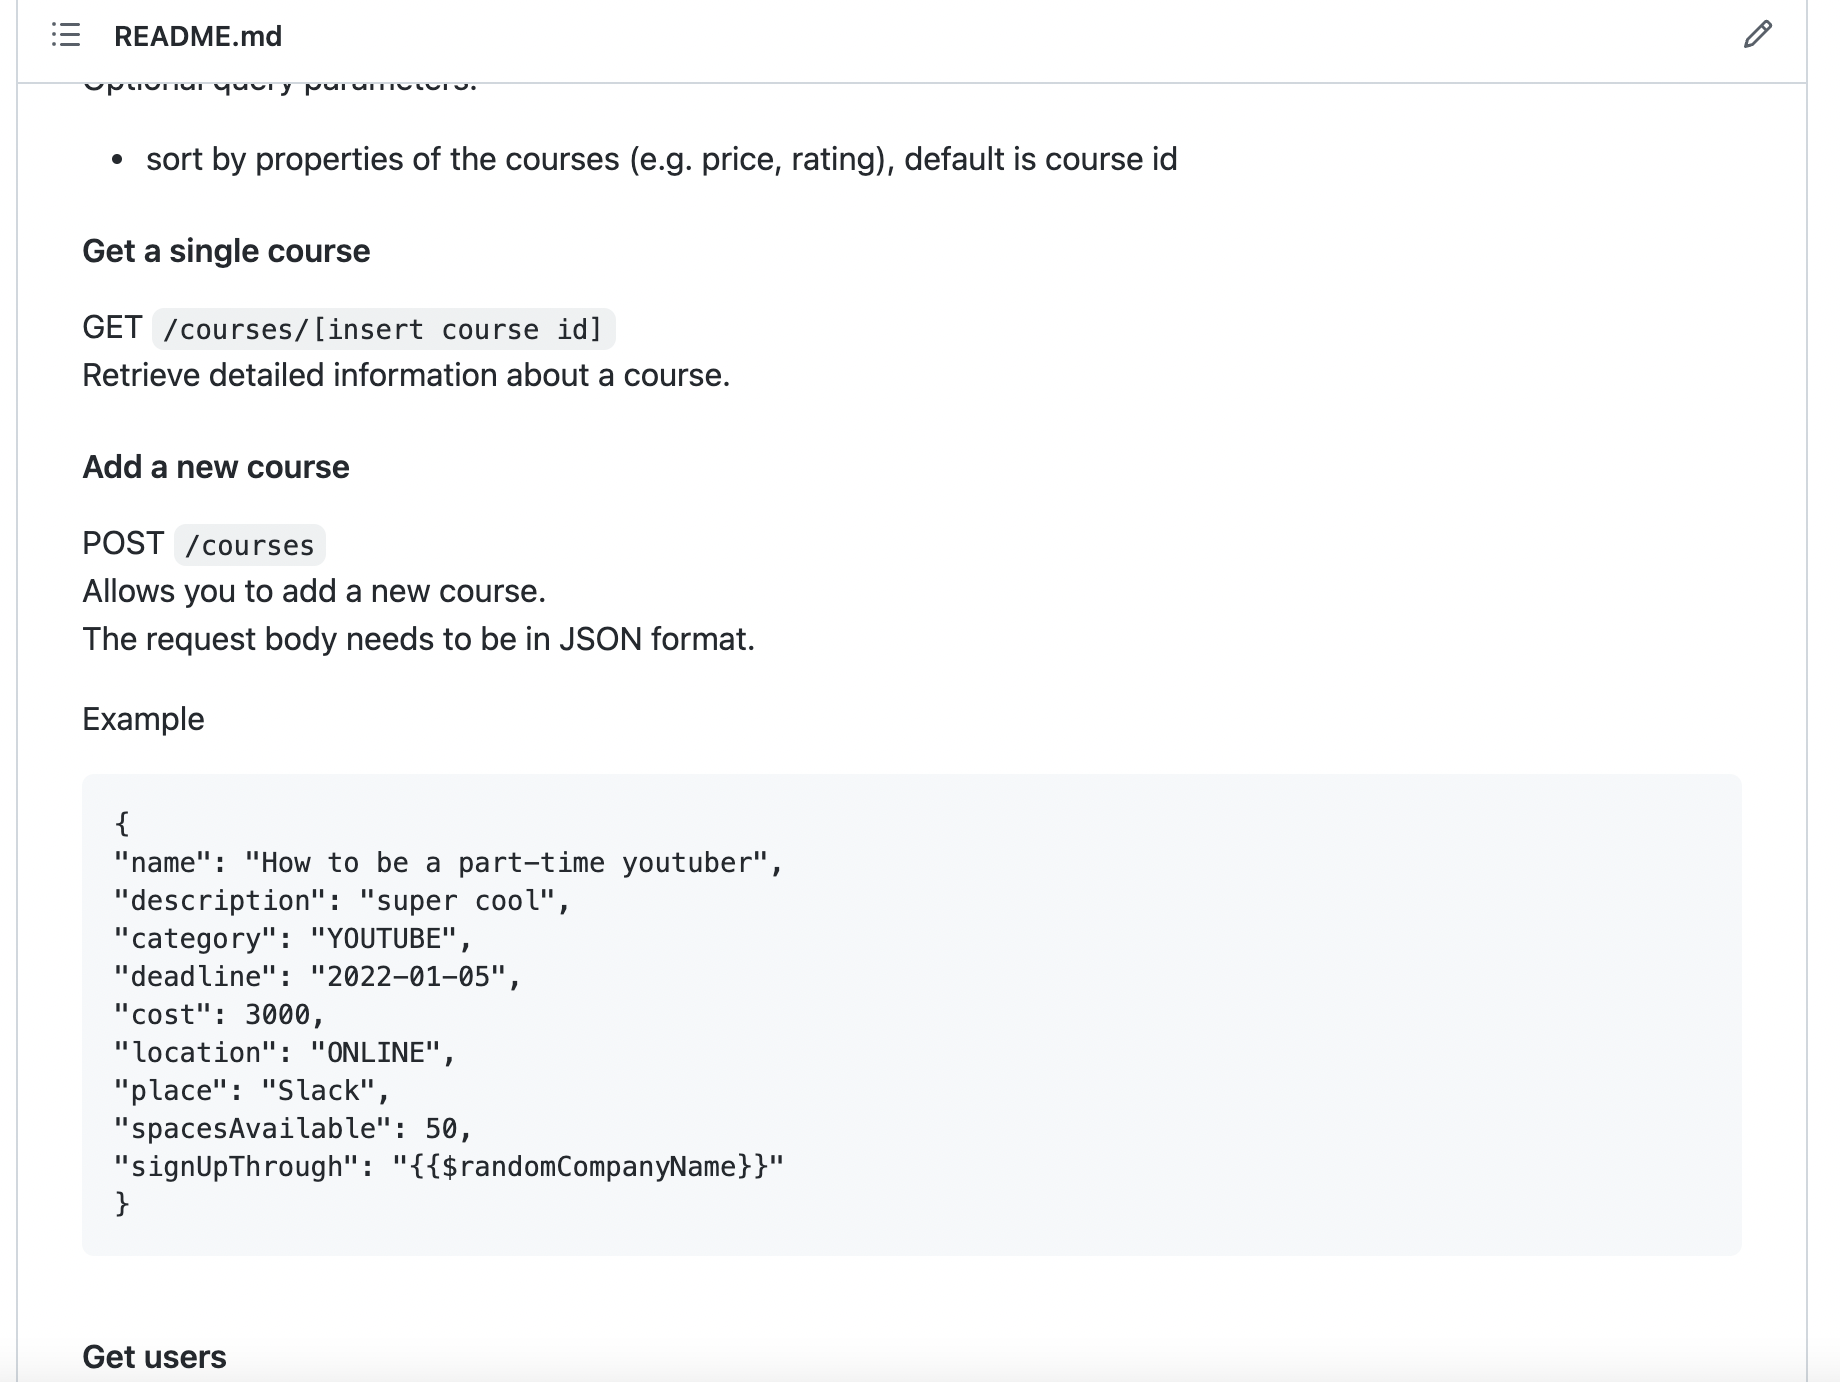 README.md
Optional query parameters:
• sort by properties of the courses (e.g. price, rating), default is course id
Get a single course
GET /courses/[insert course id]
Retrieve detailed information about a course.
Add a new course
POST /courses
Allows you to add a new course.
The request body needs to be in JSON format.
Example
{
"name": "How to be a part-time youtuber",
"description": "super cool",
"category": "YOUTUBE",
"deadline": "2022-01-05",
"cost": 3000,
"location": "ONLINE",
"place": "Slack",
"spacesAvailable": 50,
"signUpThrough": "{{$randomCompanyName}}"
}
Get users